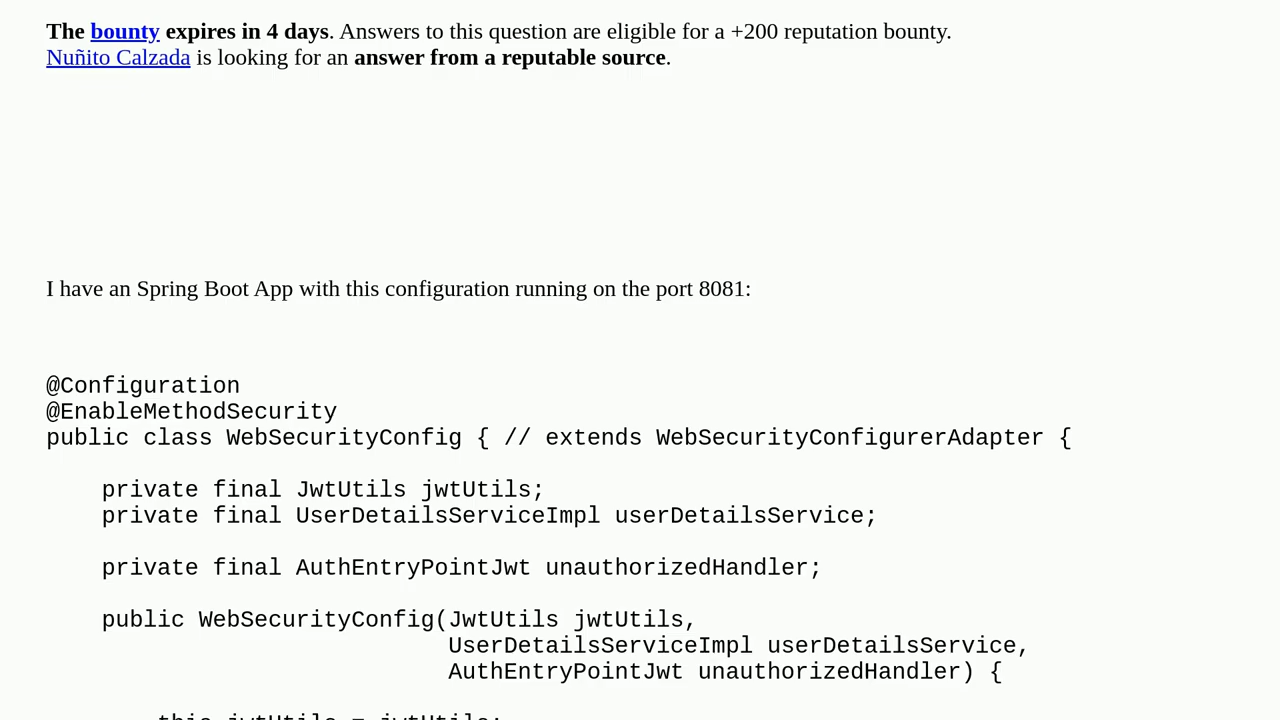 The bounty expires in 4 days. Answers to this question are eligible for a +200 reputation bounty.
Nuñito Calzada is looking for an answer from a reputable source.
I have an Spring Boot App with this configuration running on the port 8081:
@Configuration
@EnableMethodSecurity
public class WebSecurityConfig { // extends WebSecurityConfigurerAdapter {
    private final JwtUtils jwtUtils;
    private final UserDetailsServiceImpl userDetailsService;
    private final AuthEntryPointJwt unauthorizedHandler;
    public WebSecurityConfig(JwtUtils jwtUtils,
                             UserDetailsServiceImpl userDetailsService,
                             AuthEntryPointJwt unauthorizedHandler) {
        this.jwtUtils = jwtUtils;